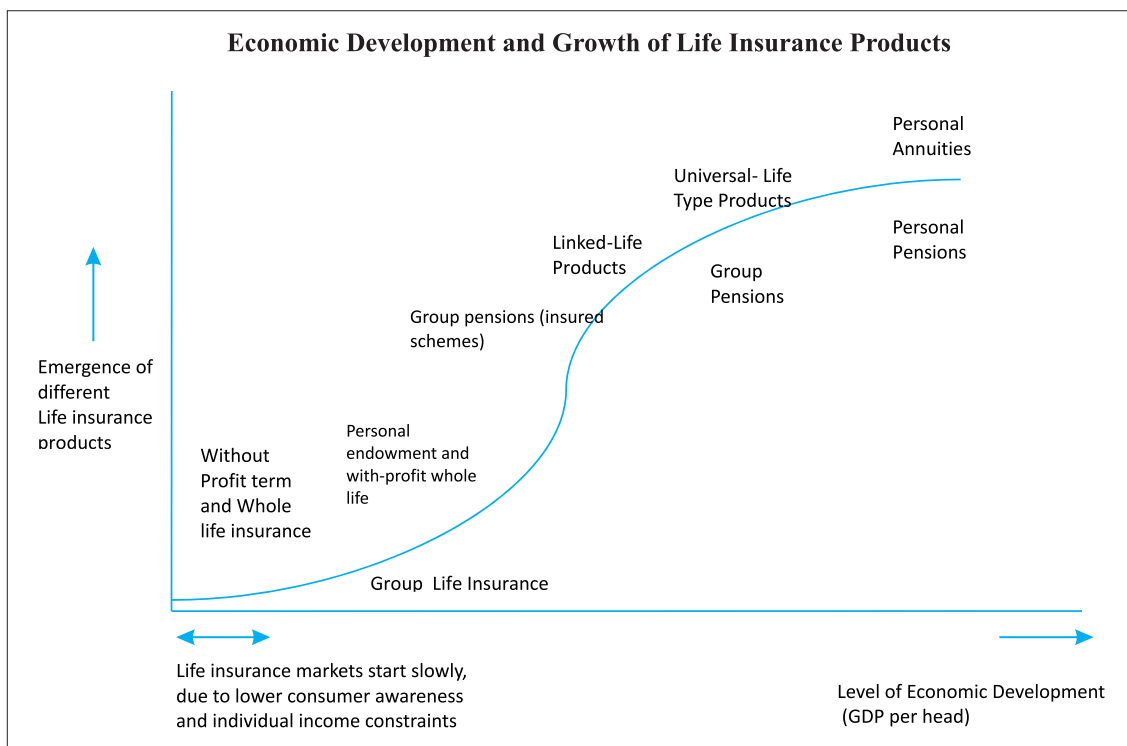 Economic Development and Growth of Life Insurance Products
Personal
Annuities
Universal- Life
Type Products
Personal
Pensions
Linked-Life
Products
Group
Pensions
Group pensions (insured
schemes)
Emergence of
different
Life insurance
products
Personal
endowment and
with-profit whole
life
Without
Profit term
and Whole
life insurance
Group Life Insurance
Life insurance markets start slowly,
due to lower consumer awareness
and individual income constraints
Level of Economic Development
(GDP per head)